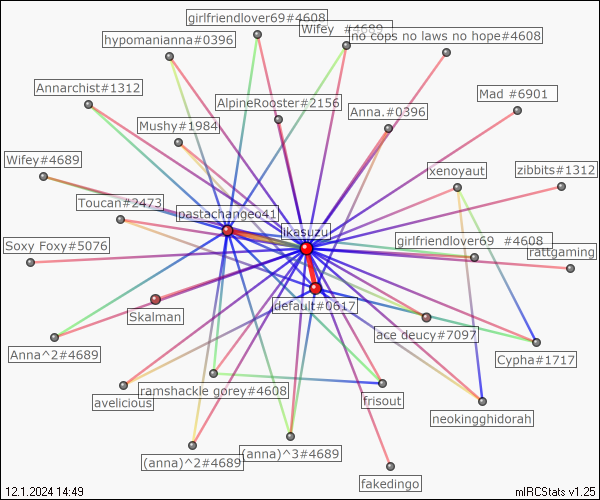 girlfriendlover69#4608
Wifey #4689
hypomanianna#0396
no cops no laws no hope#4608
Annarchist#1312
AlpineRooster#2156
Mad #6901
Anna.#0396
Mushy#1984
Wifey#4689
xenoyaut
zibbits#1312
Toucan#2473
pastachangeo41
ikasuzu
Soxy Foxy#5076
girlfriendlover69 #4608
rattgaming
default#0617
Skalman
ace deucy#7097
Anna^2#4689
Cypha#1717
ramshackle gorey#4608
avelicious
frisout
neokingghidorah
(anna)^2#4689
(anna)^3#4689
fakedingo
12.1.2024 14:49
mIRCStats v1.25